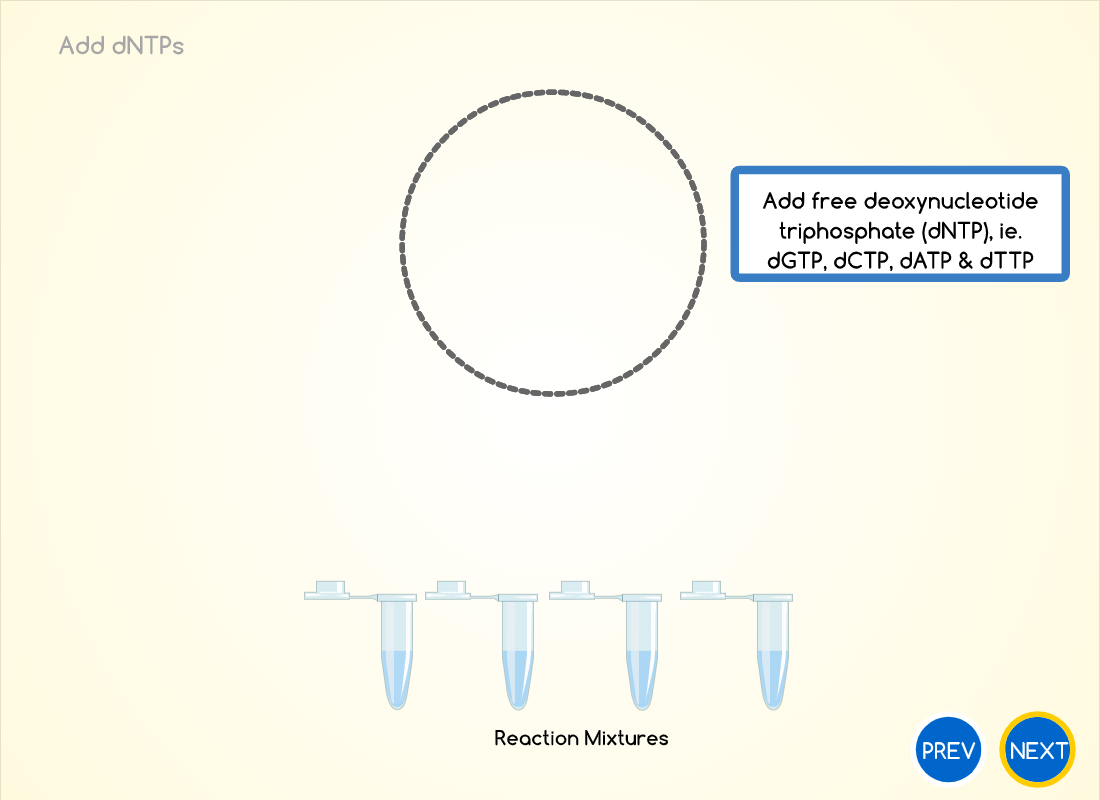 Add dNTPs
Add free deoxynucleotide
triphosphate (dNTP), ie.
dGTP, dCTP, dATP & dTTP
Reaction Mixtures
PREV
NEXT